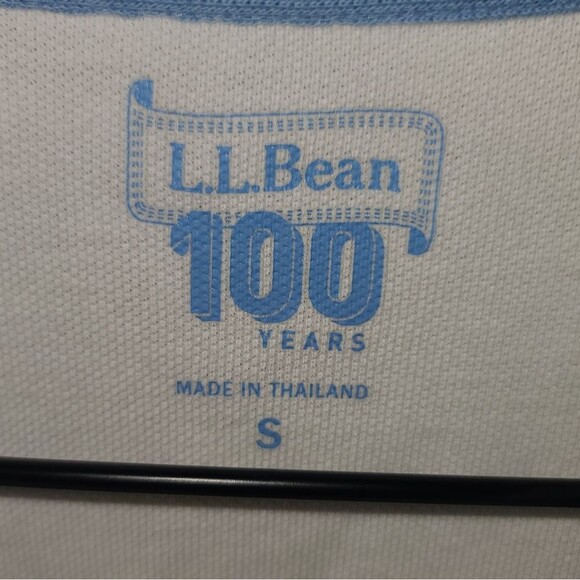 L.L.Bean
100
YEARS
MADE IN THAILAND
S